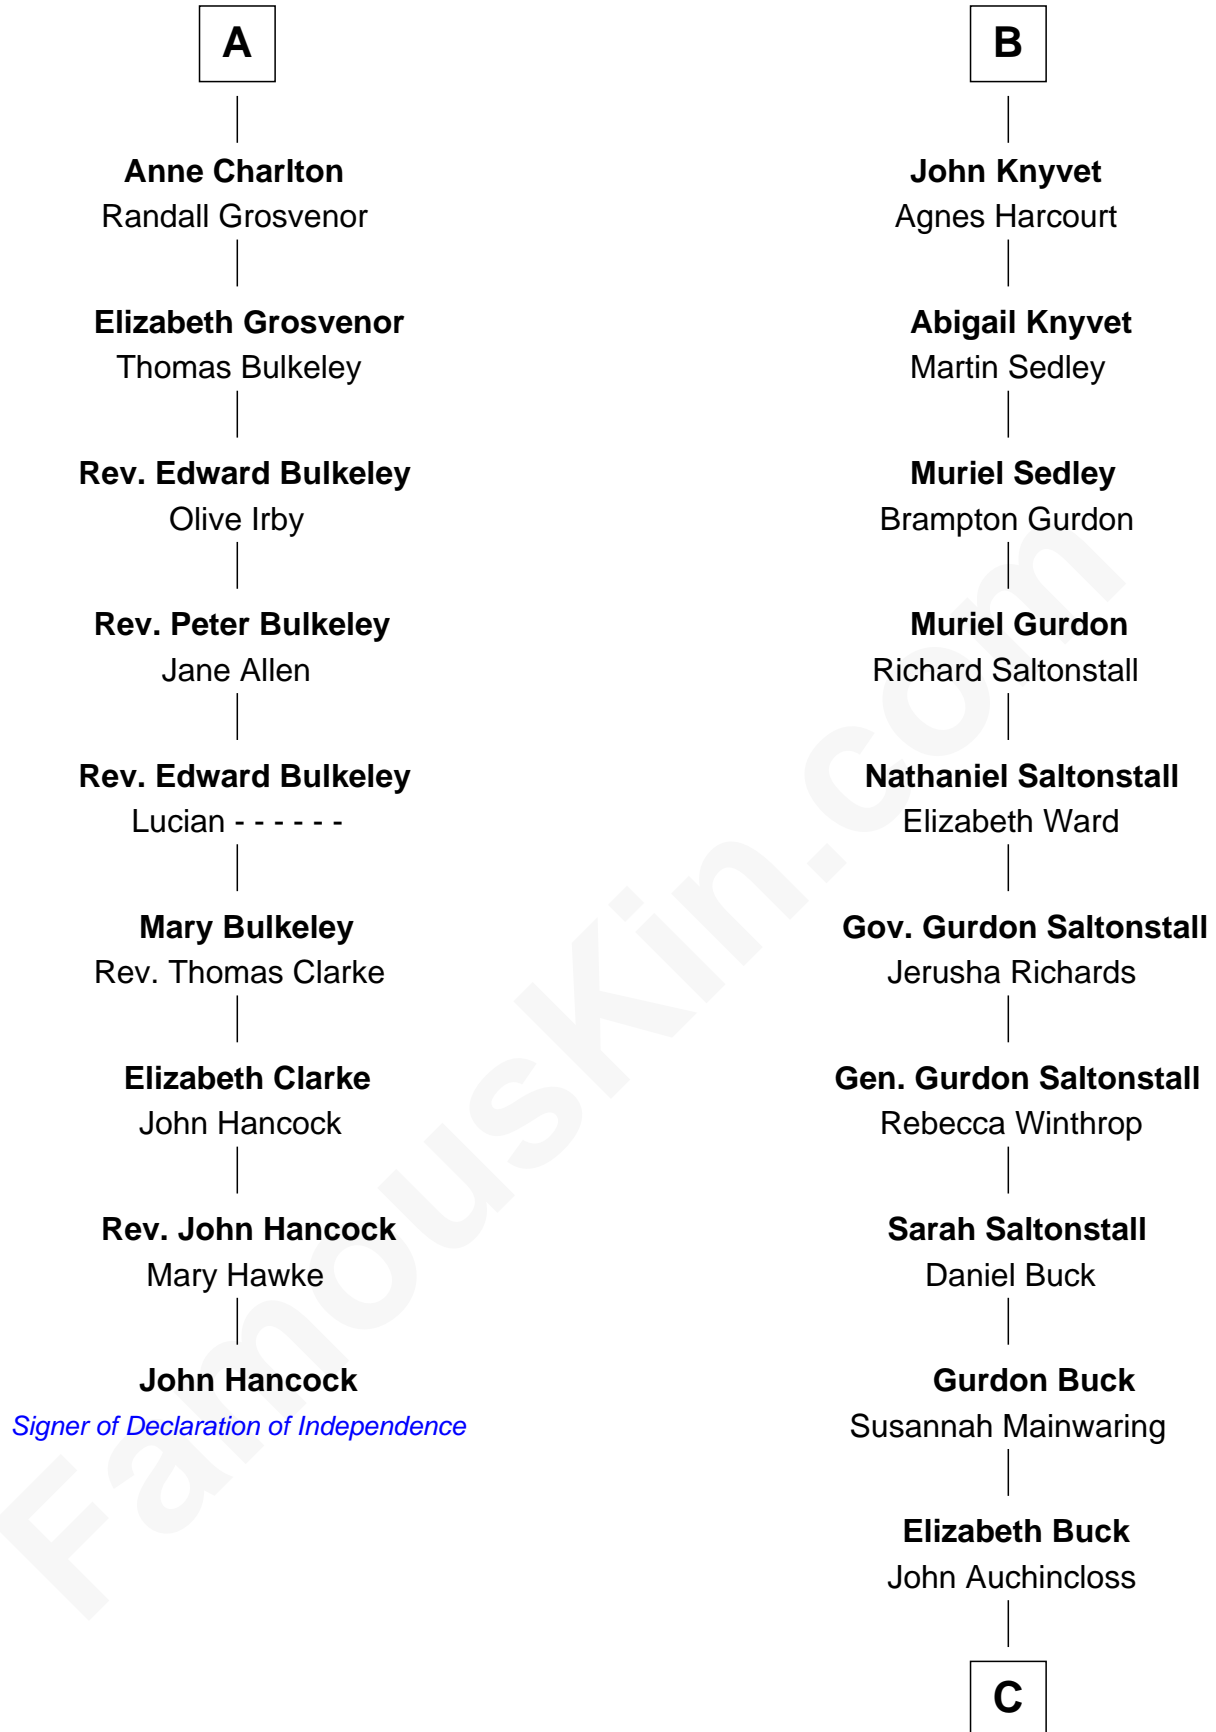 A
Anne Charlton
Randall Grosvenor
Elizabeth Grosvenor
Thomas Bulkeley
Rev. Edward Bulkeley
Olive Irby
Rev. Peter Bulkeley
Jane Allen
Rev. Edward Bulkeley
Lucian - - - - - -
Mary Bulkeley
Rev. Thomas Clarke
Elizabeth Clarke
John Hancock
Rev. John Hancock
Mary Hawke
John Hancock
Signer of Declaration of Independence
B
John Knyvet
Agnes Harcourt
Abigail Knyvet
Martin Sedley
Muriel Sedley
Brampton Gurdon
Muriel Gurdon
Richard Saltonstall
Nathaniel Saltonstall
Elizabeth Ward
Gov. Gurdon Saltonstall
Jerusha Richards
Gen. Gurdon Saltonstall
Rebecca Winthrop
Sarah Saltonstall
Daniel Buck
Gurdon Buck
Susannah Mainwaring
Elizabeth Buck
John Auchincloss
C
FamousKin.com